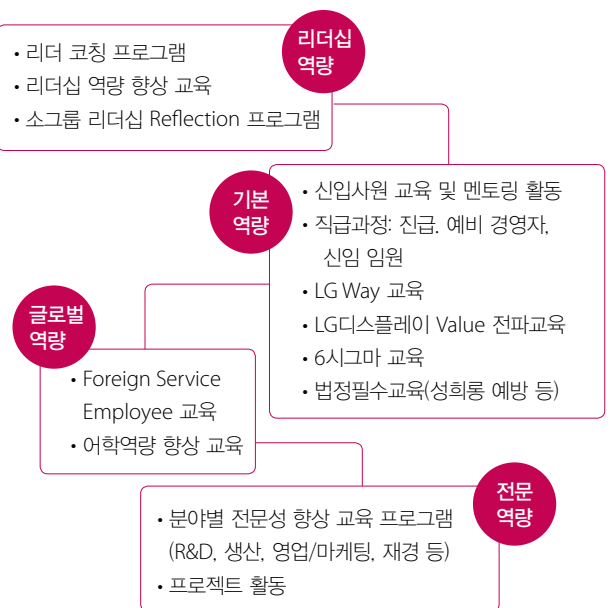 리더십
역량
• 리더 코칭 프로그램
• 리더십 역량 향상 교육
• 소그룹 리더십 Reflection 프로그램
기본
역량
• 신입사원 교육 및 멘토링 활동
• 직급과정: 진급, 예비 경영자,
신임 임원
• LG Way 교육
• LG디스플레이 Value 전파교육
• 6시그마 교육
• 법정필수교육(성희롱 예방 등)
글로벌
역량
• Foreign Service
Employee 교육
• 어학역량 향상 교육
전문
역량
• 분야별 전문성 향상 교육 프로그램
(R&D, 생산, 영업/마케팅, 재경 등)
• 프로젝트 활동